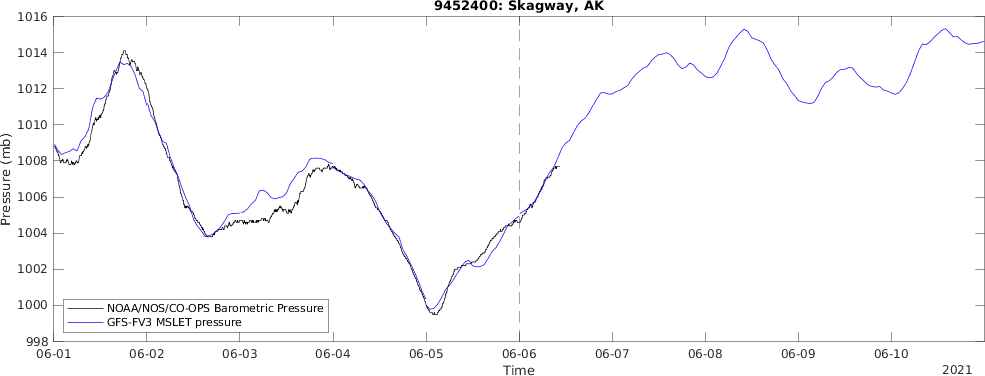 9452400: Skagway, AK
1016
1014
1012
1010
1008
1006
1004
1002
1000
998
Pressure (mb)
NOAA/NOS/CO-OPS Barometric Pressure
GFS-FV3 MSLET pressure
06-01 06-02 06-03 06-04 06-05 06-06 06-07 06-08 06-09 06-10
Time
2021